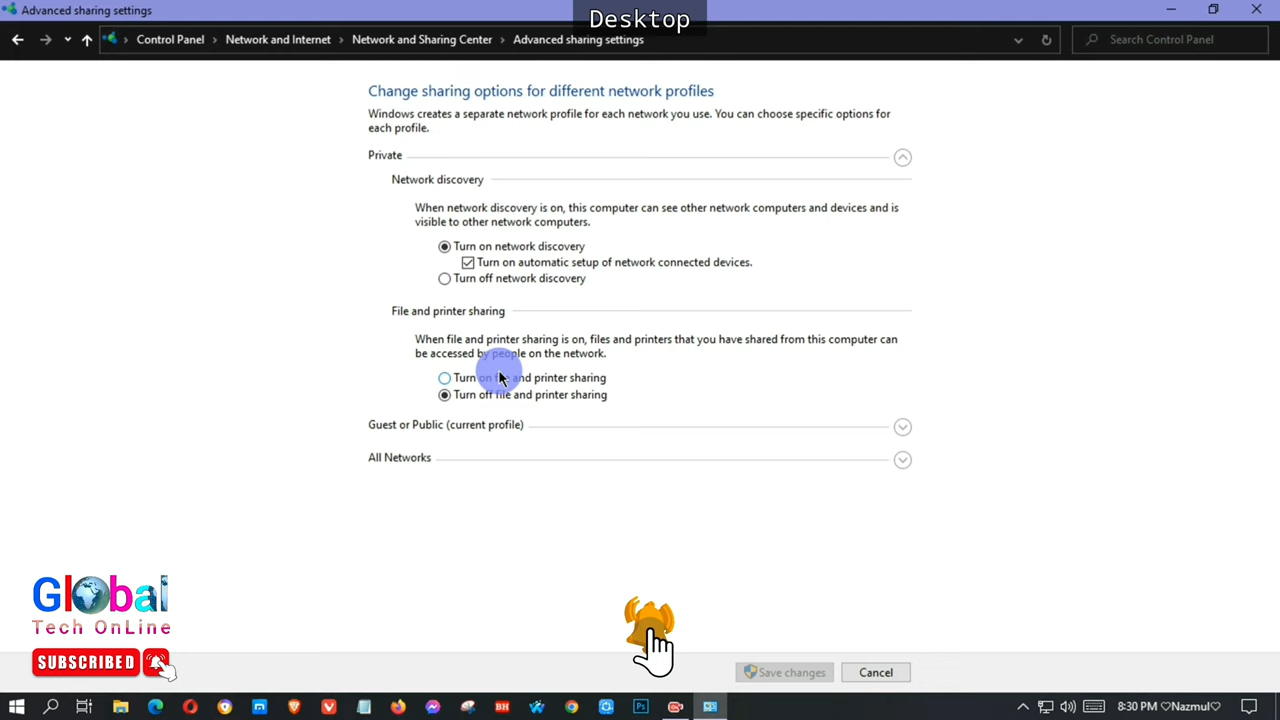 Advanced sharing settings
Desktop
Control Panel > Network and Internet > Network and Sharing Center > Advanced sharing settings
Search Control Panel
Change sharing options for different network profiles
Windows creates a separate network profile for each network you use. You can choose specific options for
each profile.
Private
Network discovery
When network discovery is on, this computer can see other network computers and devices and is
visible to other network computers.
Turn on network discovery
Turn on automatic setup of network connected devices.
Turn off network discovery
File and printer sharing
When file and printer sharing is on, files and printers that you have shared from this computer can
be accessed by people on the network.
Turn on file and printer sharing
Turn off file and printer sharing
Guest or Public (current profile)
All Networks
Global
Tech OnLine
SUBSCRIBED
Save changes
Cancel
BH
Ps
8:30 PM ♡Nazmul♡